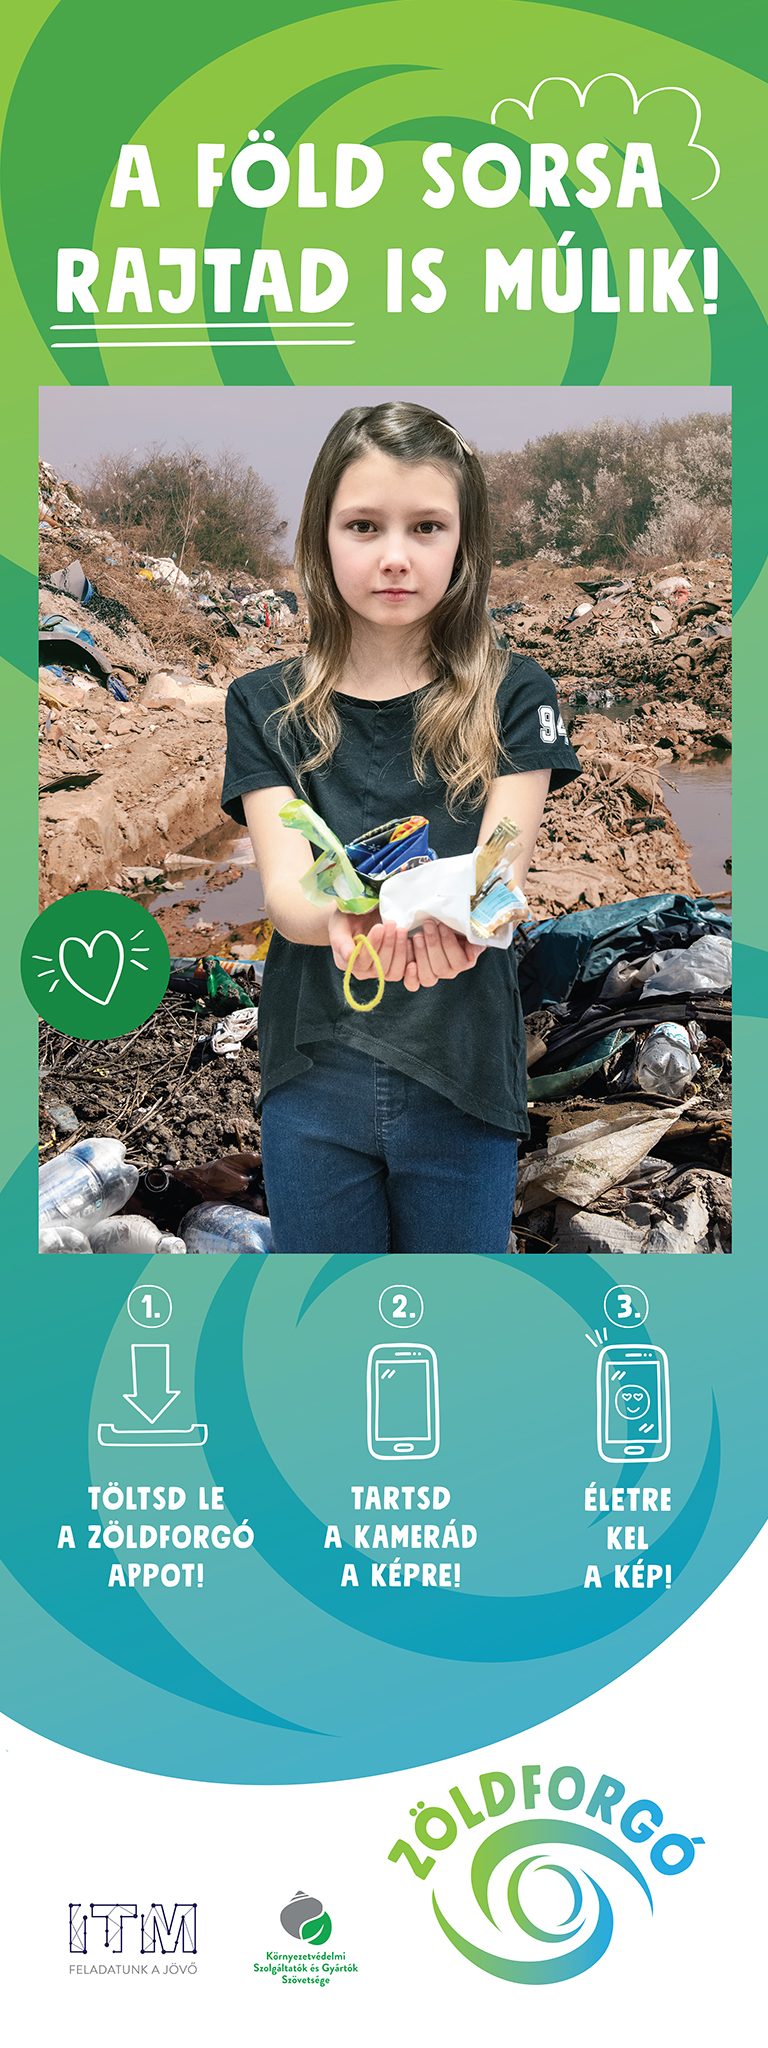 A FÖLD SORSA
RAJTAD IS MÚLIK!
94
1.
2.
3.
TÖLTSD LE
A ZÖLDFORGÓ
APPOT!
TARTSD
A KAMERÁD
A KÉPRE!
ÉLETRE
KEL
A KÉP!
ZÖLDFORGÓ
ITM
FELADATUNK A JÖVŐ
Környezetvédelmi
Szolgáltatók és Gyártók
Szövetsége